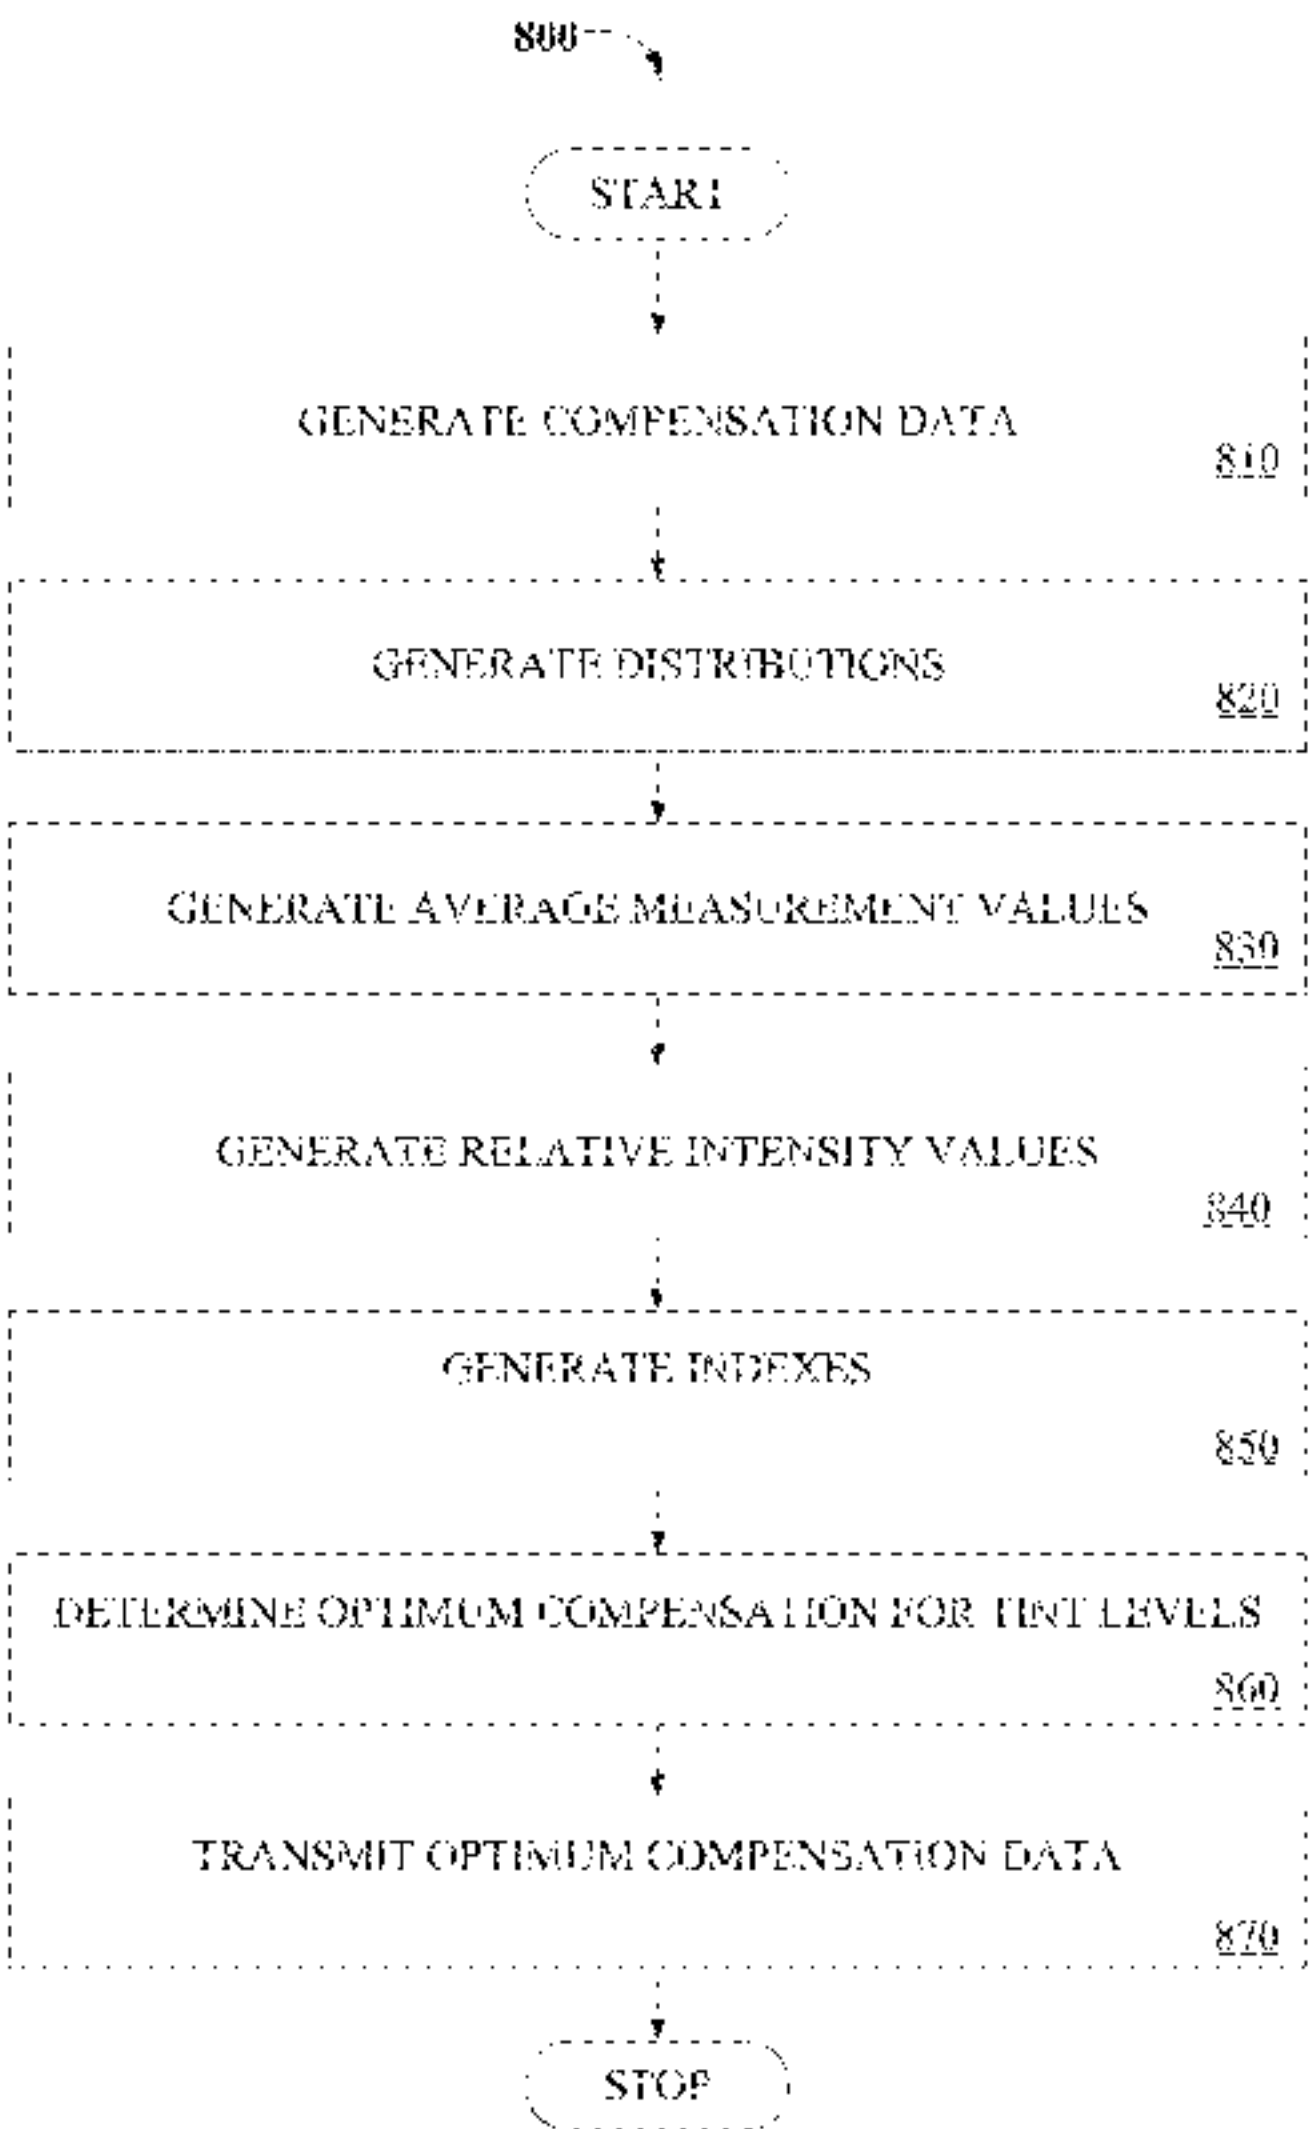 800
START
GENERATE COMPENSATION DATA
810
GENERATE DISTRIBUTIONS
820
GENERATE AVERAGE MEASUREMENT VALUES
830
GENERATE RELATIVE INTENSITY VALUES
840
GENERATE INDEXES
850
DETERMINE OPTIMUM COMPENSATION FOR TINT LEVELS
860
TRANSMIT OPTIMUM COMPENSATION DATA
870
STOP